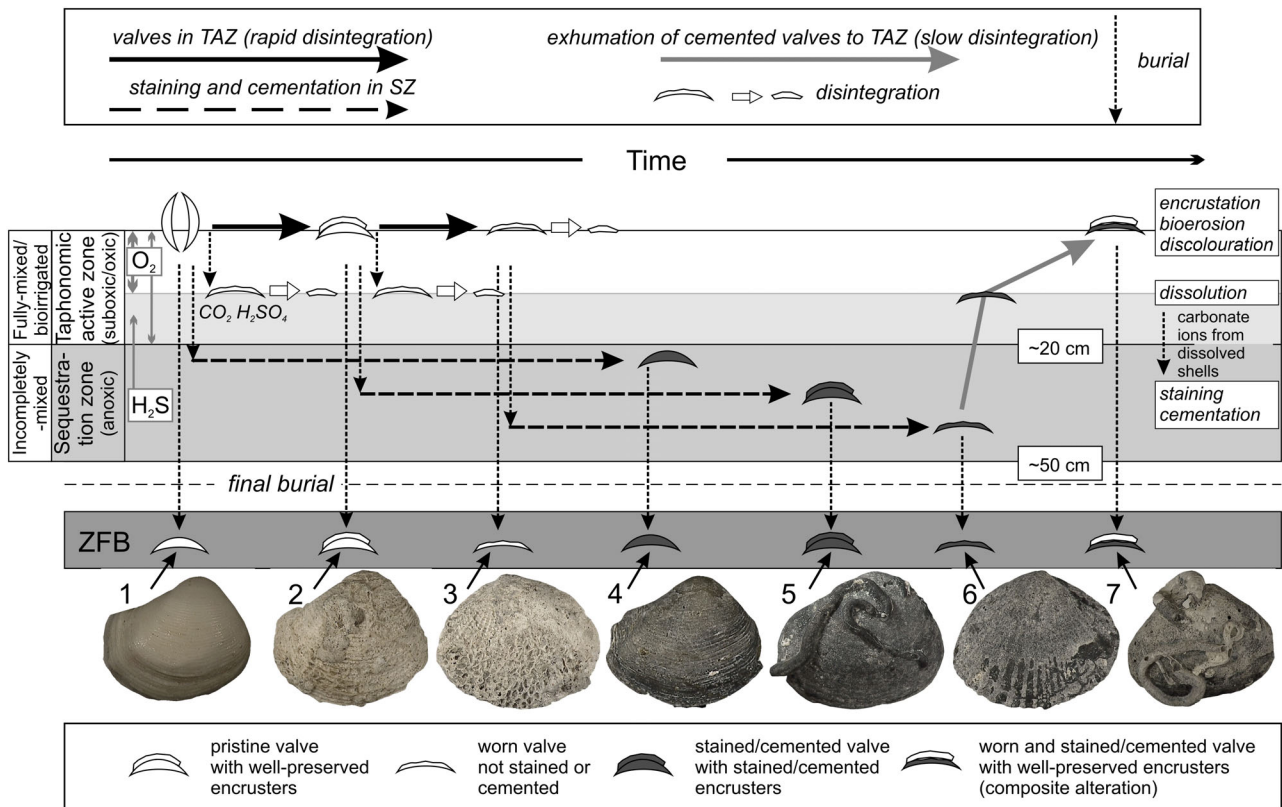 valves in TAZ (rapid disintegration)
exhumation of cemented valves to TAZ (slow disintegration)
staining and cementation in SZ
disintegration
burial
Time
Fully-mixed/
bioirrigated
Taphonomic
active zone
(suboxic/oxic)
O2
CO2 H2SO4
encrustation
bioerosion
discolouration
dissolution
carbonate
ions from
dissolved
shells
staining
cementation
~20 cm
Incompletely
-mixed
Sequestra-
tion zone
(anoxic)
H2S
~50 cm
final burial
ZFB
1
2
3
4
5
6
7
pristine valve
with well-preserved
encrusters
worn valve
not stained or
cemented
stained/cemented valve
with stained/cemented
encrusters
worn and stained/cemented valve
with well-preserved encrusters
(composite alteration)